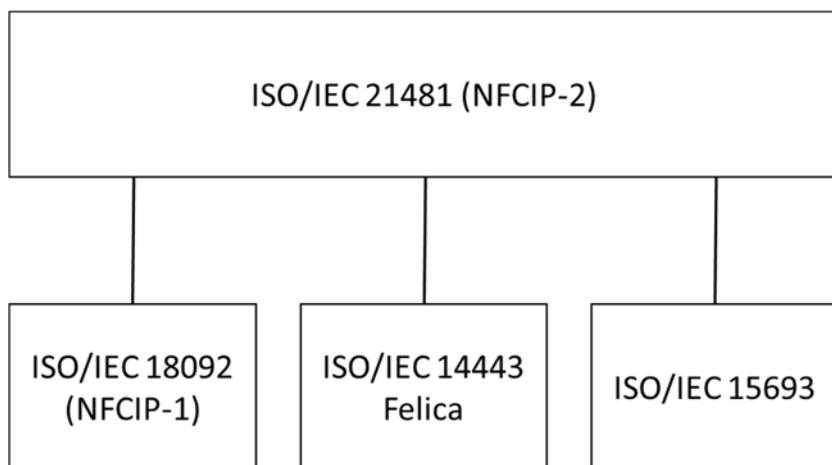 ISO/IEC 21481 (NFCIP-2)
ISO/IEC 18092
(NFCIP-1)
ISO/IEC 14443
Felica
ISO/IEC 15693